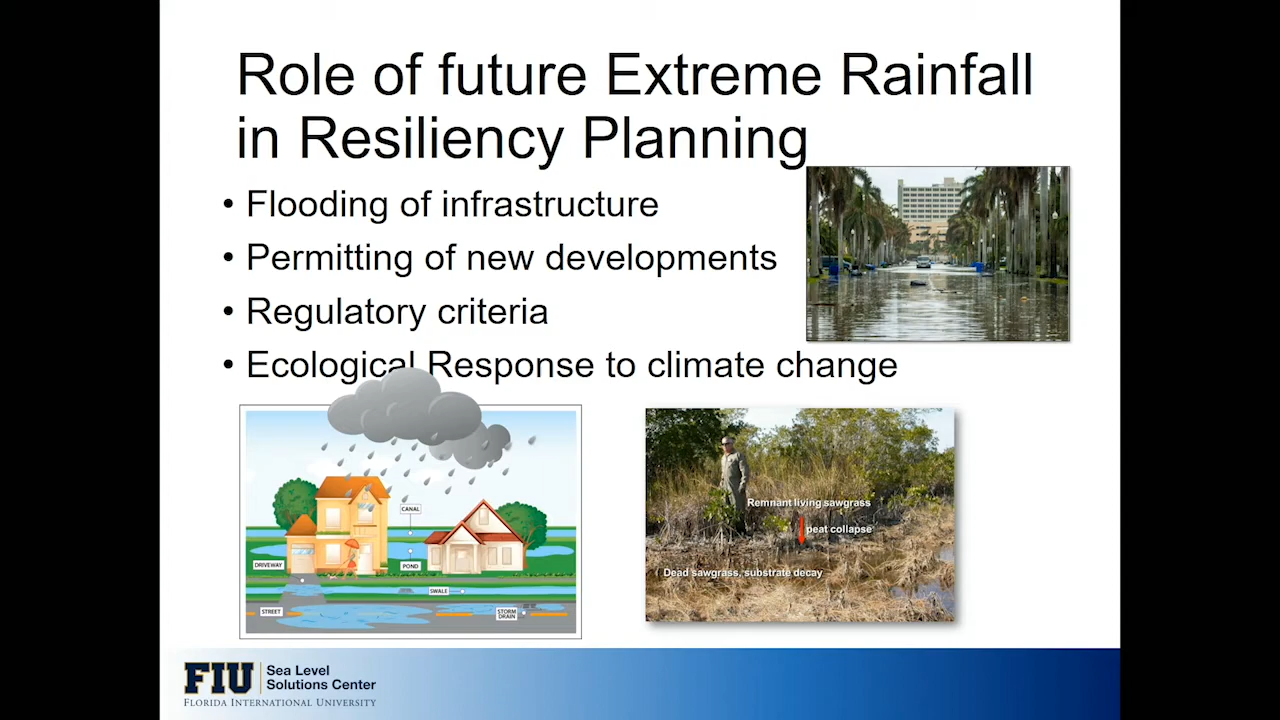 Role of future Extreme Rainfall
in Resiliency Planning
• Flooding of infrastructure
• Permitting of new developments
• Regulatory criteria
• Ecological Response to climate change
CANAL
POND
DRIVEWAY
SWALE
STREET
STORM
DRAIN
Remnant living sawgrass
peat collapse
Dead sawgrass, substrate decay
FIU
Sea Level
Solutions Center
FLORIDA INTERNATIONAL UNIVERSITY